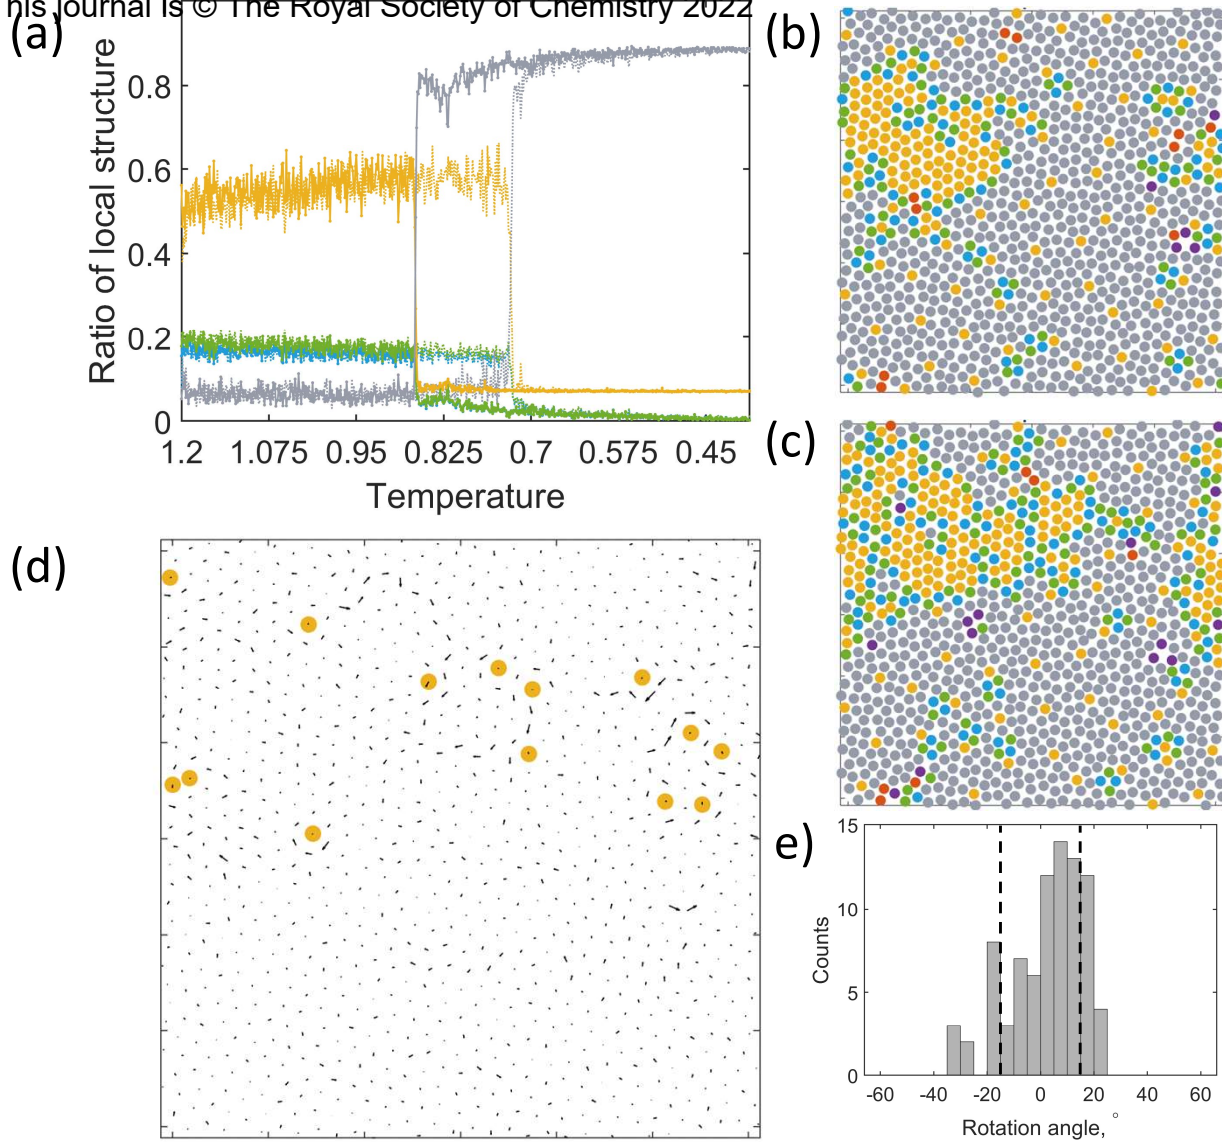 his journal is © The Royal Society of Chemistry 2022
(a)
Ratio of local structure
0.8
0.6
0.4
0.2
0
1.2 1.075 0.95 0.825 0.7 0.575 0.45
Temperature
(b)
(c)
(d)
e)
Counts
15
10
5
0
-60 -40 -20 0 20 40 60
Rotation angle, °